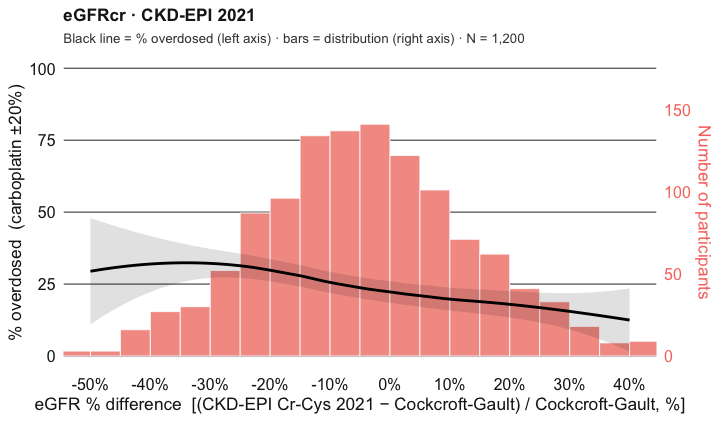 eGFRcr · CKD-EPI 2021
Black line = % overdosed (left axis) · bars = distribution (right axis) · N = 1,200
% overdosed  (carboplatin ±20%)
100
75
50
25
0
150
100
50
0
Number of participants
-50% -40% -30% -20% -10% 0% 10% 20% 30% 40%
eGFR % difference  [(CKD-EPI Cr-Cys 2021 − Cockcroft-Gault) / Cockcroft-Gault, %]